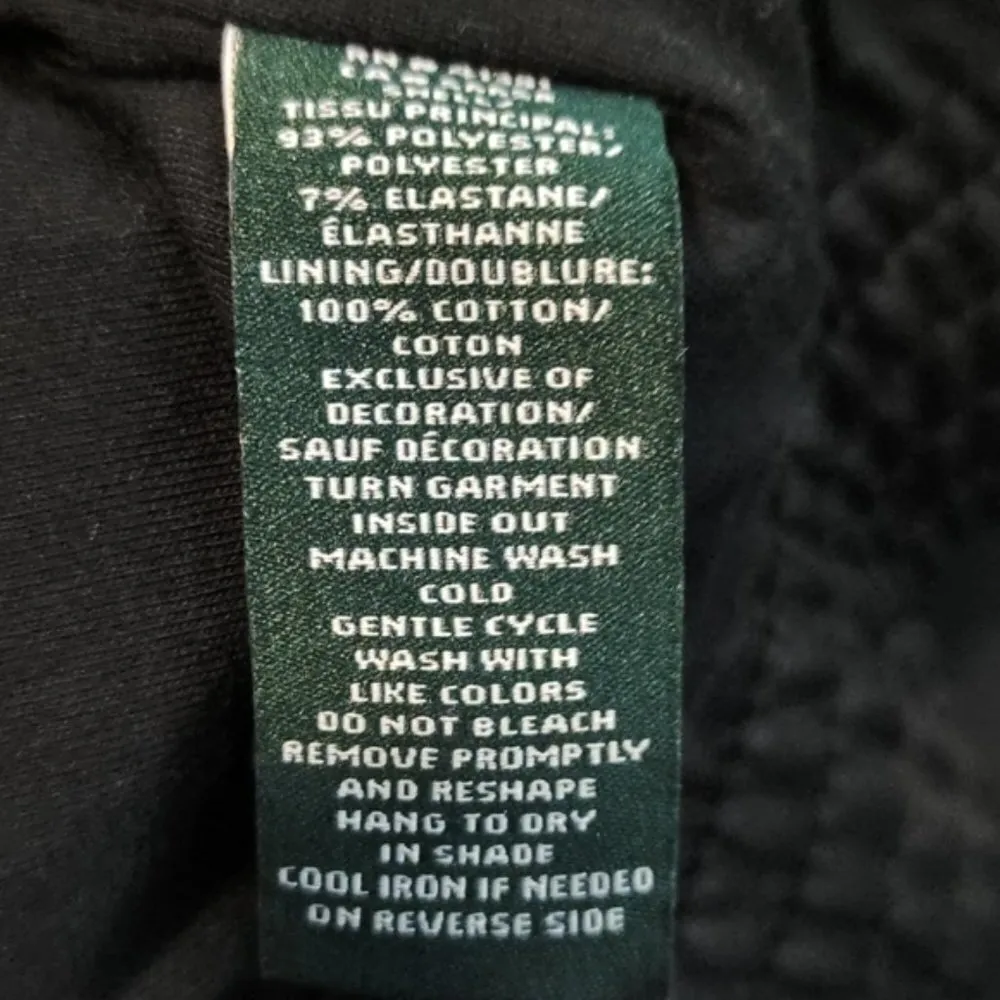 TISSU PRINCIPAL:
93% POLYESTER/
POLYESTER
7% ELASTANE/
ÉLASTHANNE
LINING/DOUBLURE:
100% COTTON/
COTON
EXCLUSIVE OF
DECORATION/
SAUF DÉCORATION
TURN GARMENT
INSIDE OUT
MACHINE WASH
COLD
GENTLE CYCLE
WASH WITH
LIKE COLORS
DO NOT BLEACH
REMOVE PROMPTLY
AND RESHAPE
HANG TO DRY
IN SHADE
COOL IRON IF NEEDED
ON REVERSE SIDE